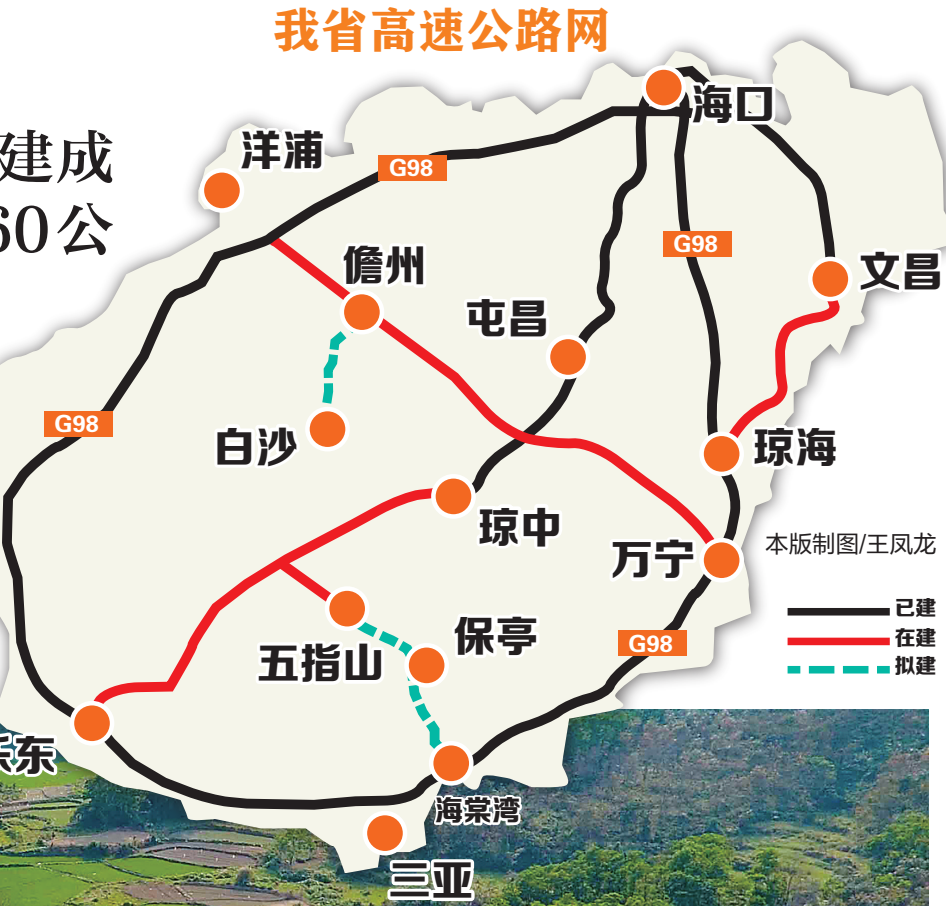 我省高速公路网
建成
60公
海口
洋浦
G98
G98
文昌
儋州
屯昌
G98
白沙
琼海
琼中
本版制图/王凤龙
万宁
已建
在建
拟建
保亭
G98
五指山
乐东
海棠湾
三亚